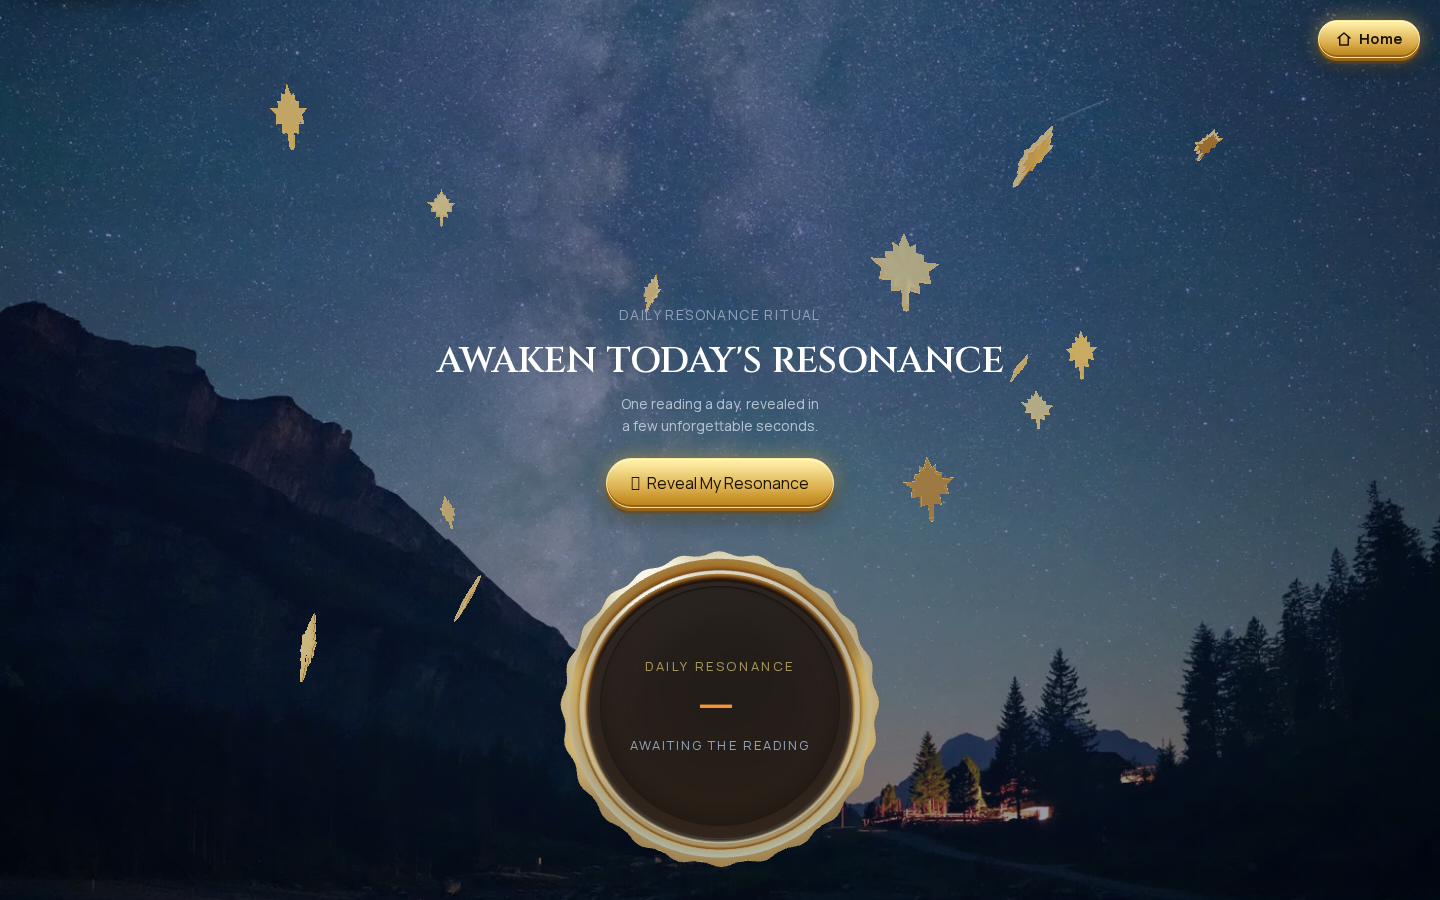 Home
DAILY RESONANCE RITUAL
AWAKEN TODAY'S RESONANCE
One reading a day, revealed in
a few unforgettable seconds.
Reveal My Resonance
DAILY RESONANCE
—
AWAITING THE READING